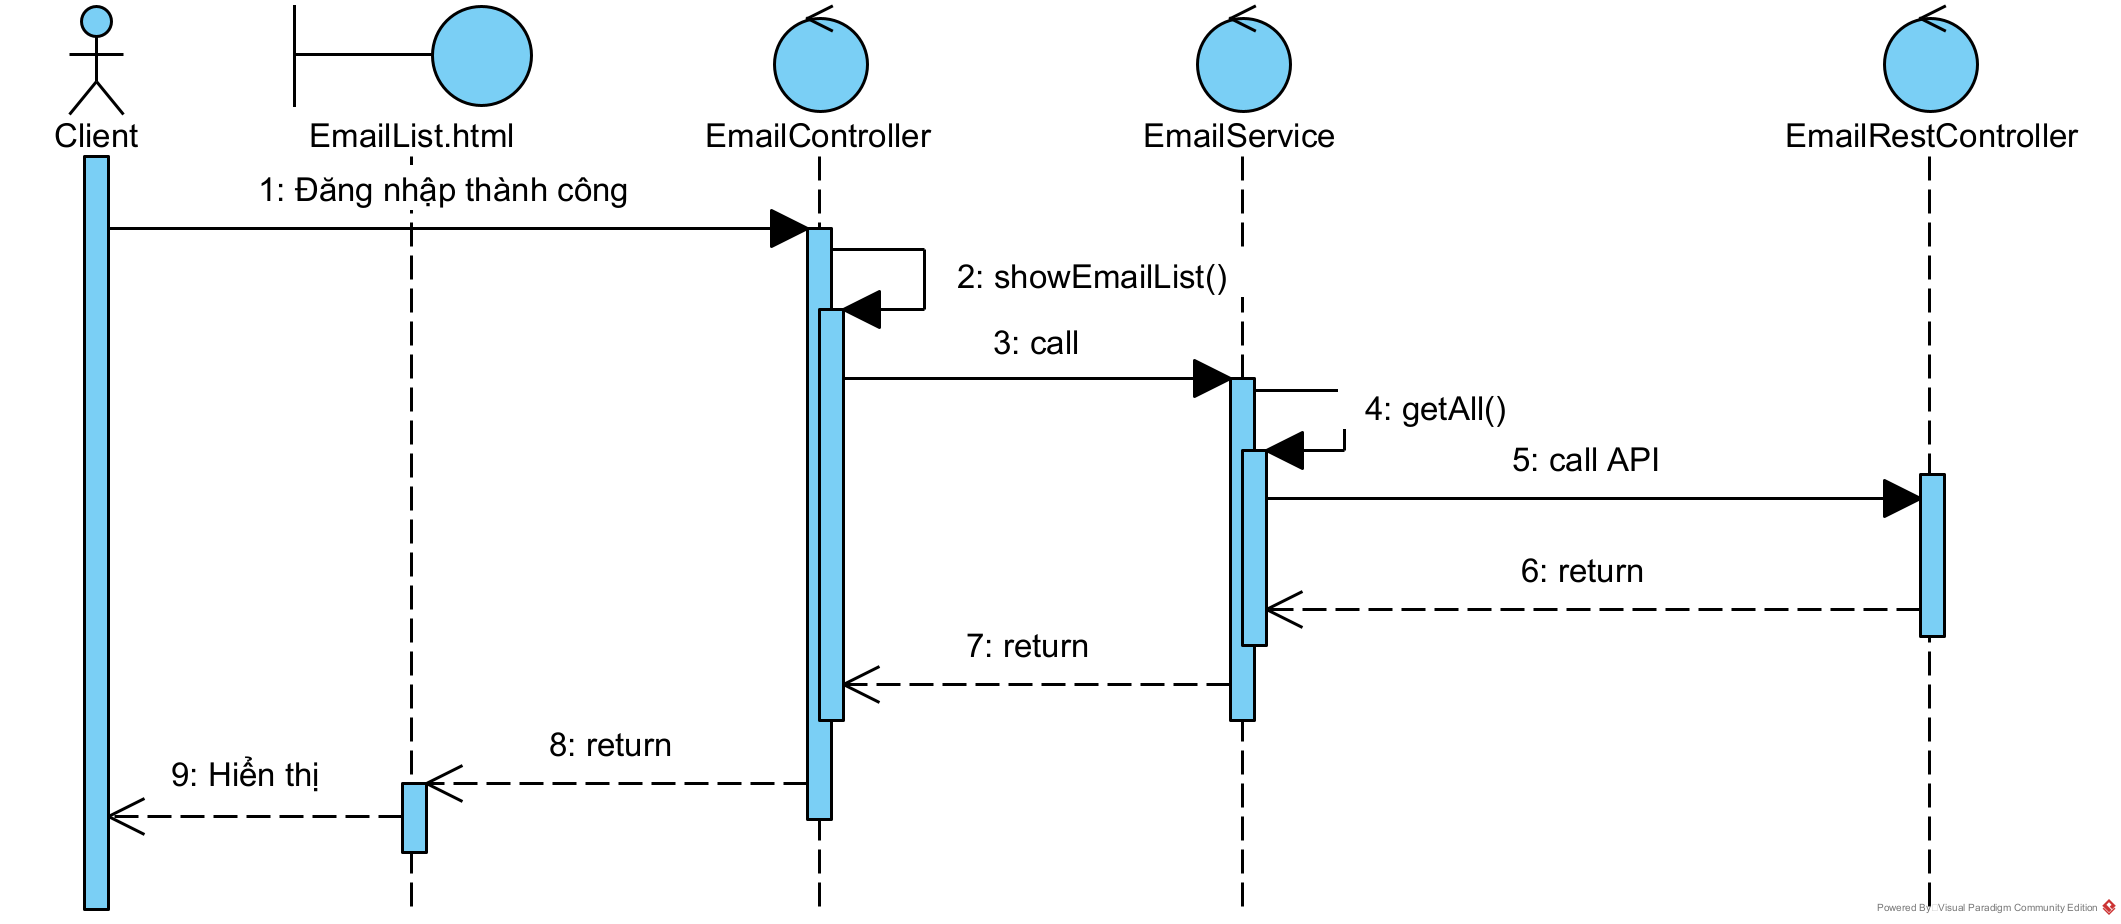 Client
EmailList.html
EmailController
EmailService
EmailRestController
1: Đăng nhập thành công
2: showEmailList()
3: call
4: getAll()
5: call API
6: return
7: return
8: return
9: Hiển thị
Powered By Visual Paradigm Community Edition